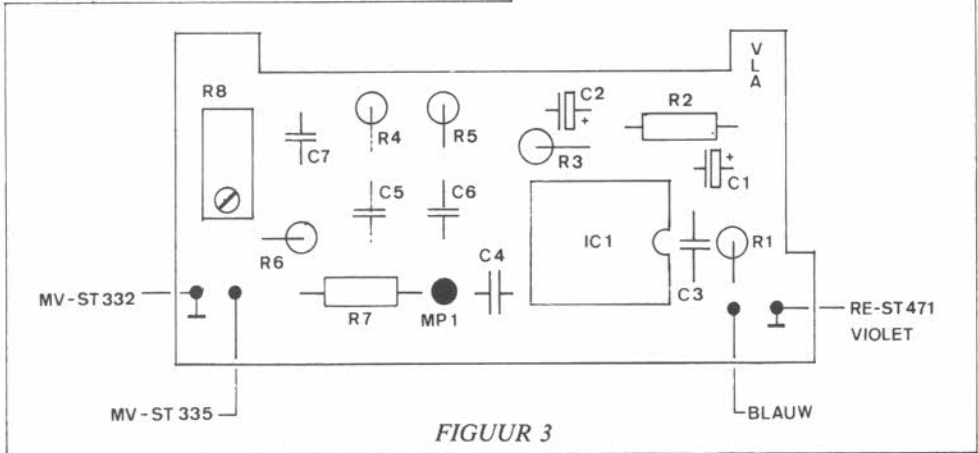 V
L
A
R8
C2
R2
R4
R5
C7
R3
C1
C5
C6
IC1
R1
R6
C4
C3
MV-ST332
R7
MP1
RE-ST471
VIOLET
MV-ST335
BLAUW
FIGUUR 3